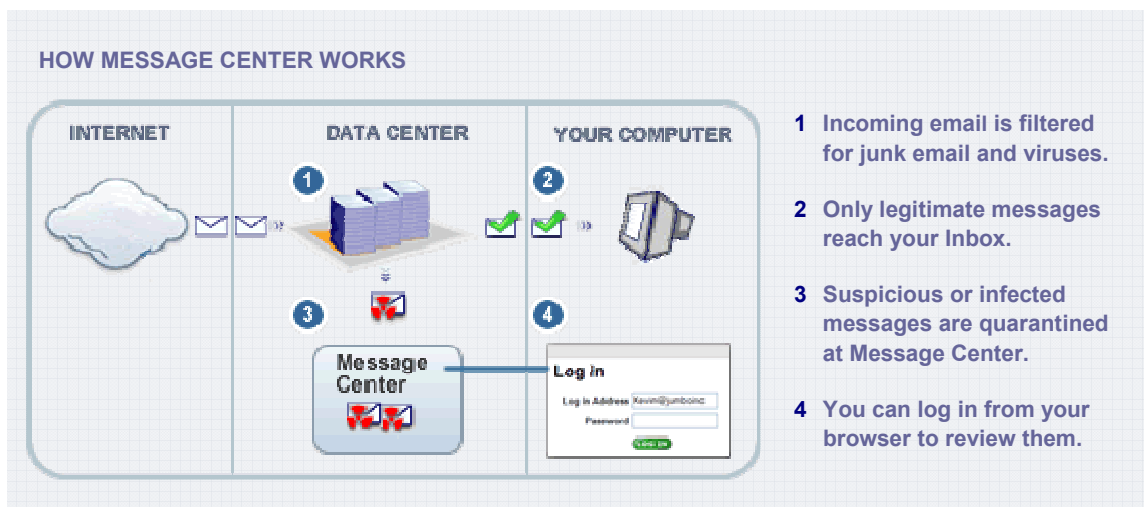 HOW MESSAGE CENTER WORKS
INTERNET
DATA CENTER
YOUR COMPUTER
1
2
3
4
Message
Center
Log in
Log in Address Kevin@jumboinc
Password
1 Incoming email is filtered
for junk email and viruses.
2 Only legitimate messages
reach your Inbox.
3 Suspicious or infected
messages are quarantined
at Message Center.
4 You can log in from your
browser to review them.